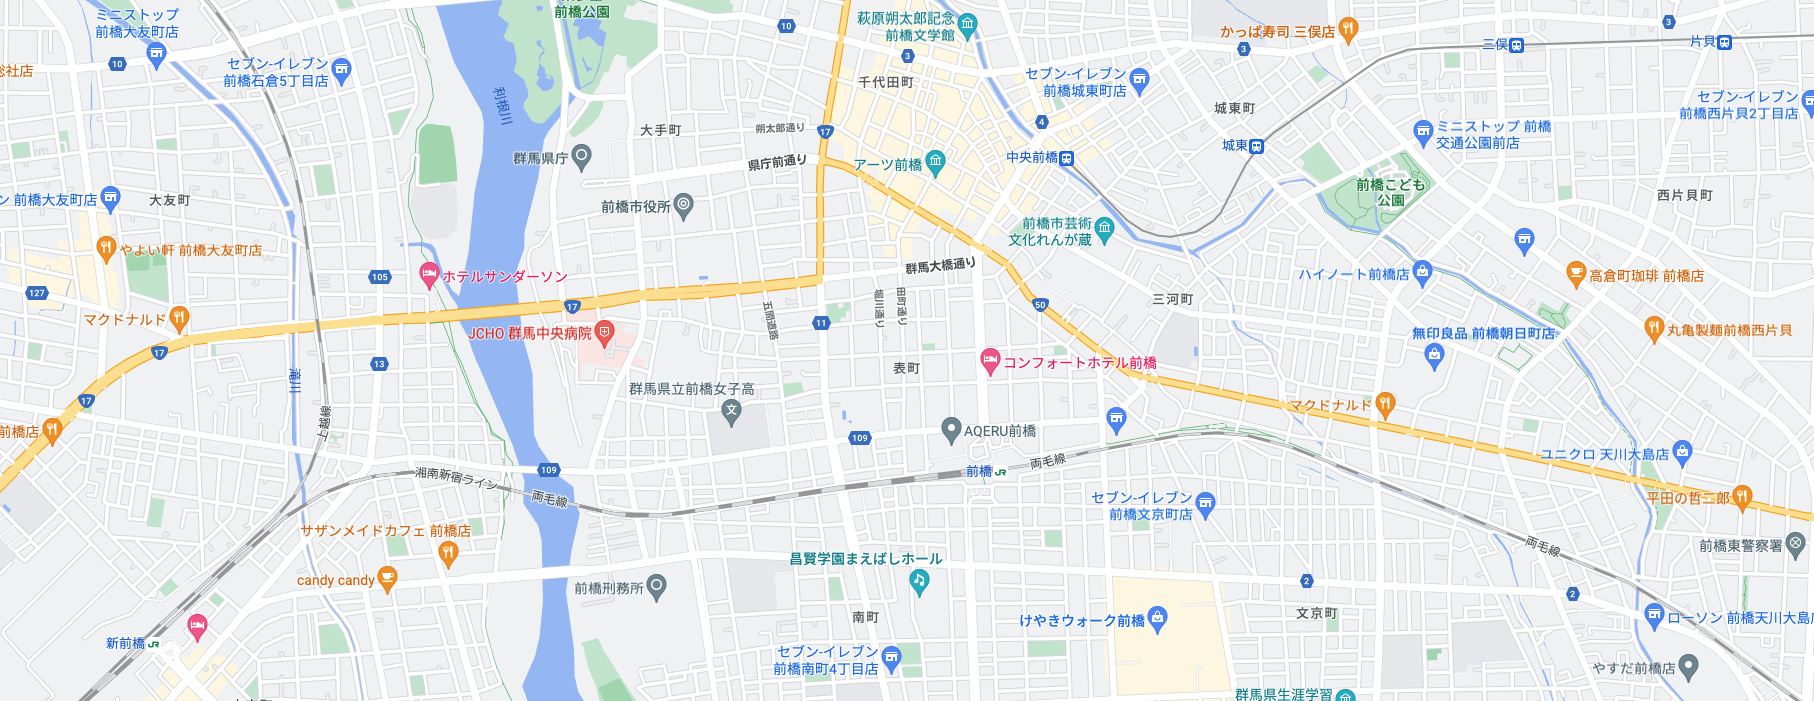 ミニストップ
前橋大友町店
前橋公園
萩原朔太郎記念
前橋文学館
かっぱ寿司 三俣店
三俣
片貝
10
3
3
3
10
総社店
セブン-イレブン
前橋石倉5丁目店
利根川
千代田町
セブン-イレブン
前橋城東町店
城東町
セブン-イレブン
前橋西片貝2丁目店
大手町
朔太郎通り
17
4
ミニストップ 前橋
交通公園前店
群馬県庁
県庁前通り
アーツ前橋
中央前橋
城東
前橋こども
公園
西片貝町
ン 前橋大友町店
大友町
前橋市役所
前橋市芸術
文化れんが蔵
やよい軒 前橋大友町店
105
ホテルサンダーソン
群馬大橋通り
ハイノート前橋店
高倉町珈琲 前橋店
127
17
五間道路
堀川通り
田町通り
50
三河町
マクドナルド
JCHO 群馬中央病院
11
無印良品 前橋朝日町店
丸亀製麺前橋西片貝
17
13
表町
コンフォートホテル前橋
滝川
群馬県立前橋女子高
17
マクドナルド
上越線
前橋店
109
AQERU前橋
ユニクロ 天川大島店
109
前橋
JR
両毛線
湘南新宿ライン
両毛線
セブン-イレブン
前橋文京町店
平田の哲二郎
サザンメイドカフェ 前橋店
両毛線
前橋東警察署
candy candy
前橋刑務所
昌賢学園まえばしホール
2
2
南町
けやきウォーク前橋
文京町
ローソン 前橋天川大島店
新前橋
JR
セブン-イレブン
前橋南町4丁目店
やすだ前橋店
群馬県生涯学習